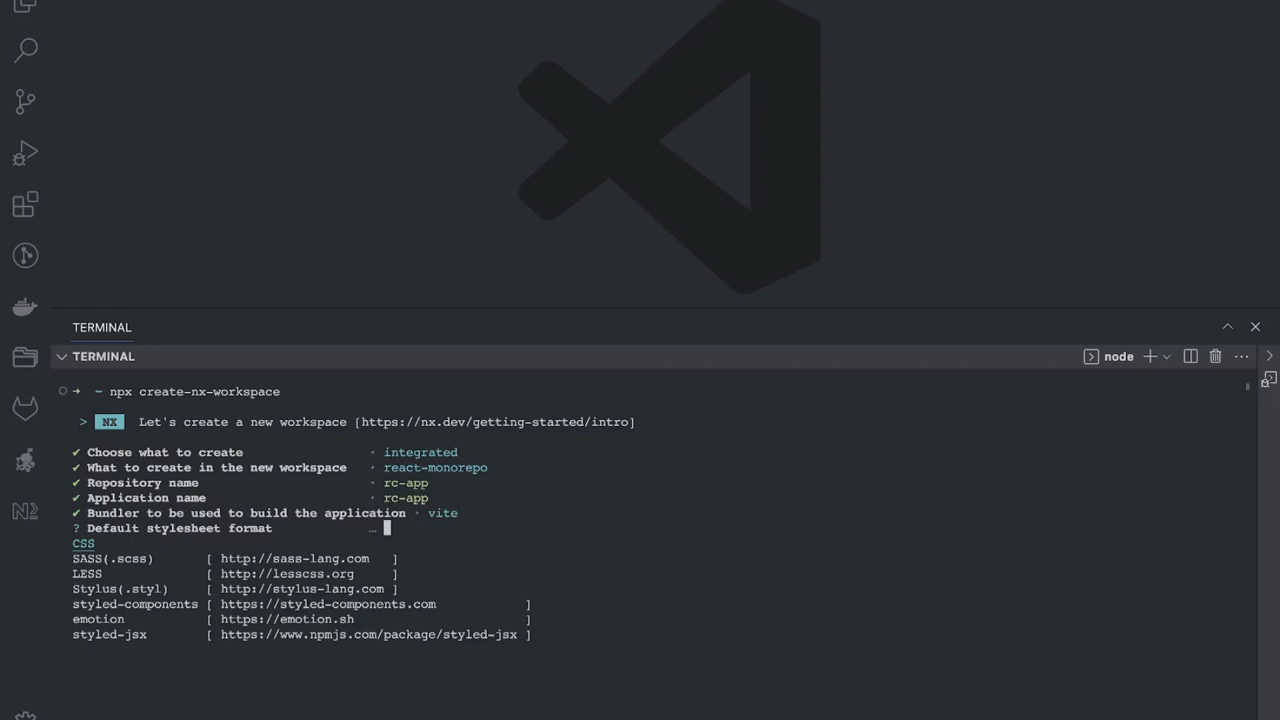 TERMINAL
TERMINAL
node
→ ~ npx create-nx-workspace
> NX Let's create a new workspace [https://nx.dev/getting-started/intro]
✔ Choose what to create · integrated
✔ What to create in the new workspace · react-monorepo
✔ Repository name · rc-app
✔ Application name · rc-app
✔ Bundler to be used to build the application · vite
? Default stylesheet format …
CSS
SASS(.scss) [ http://sass-lang.com ]
LESS [ http://lesscss.org ]
Stylus(.styl) [ http://stylus-lang.com ]
styled-components [ https://styled-components.com ]
emotion [ https://emotion.sh ]
styled-jsx [ https://www.npmjs.com/package/styled-jsx ]